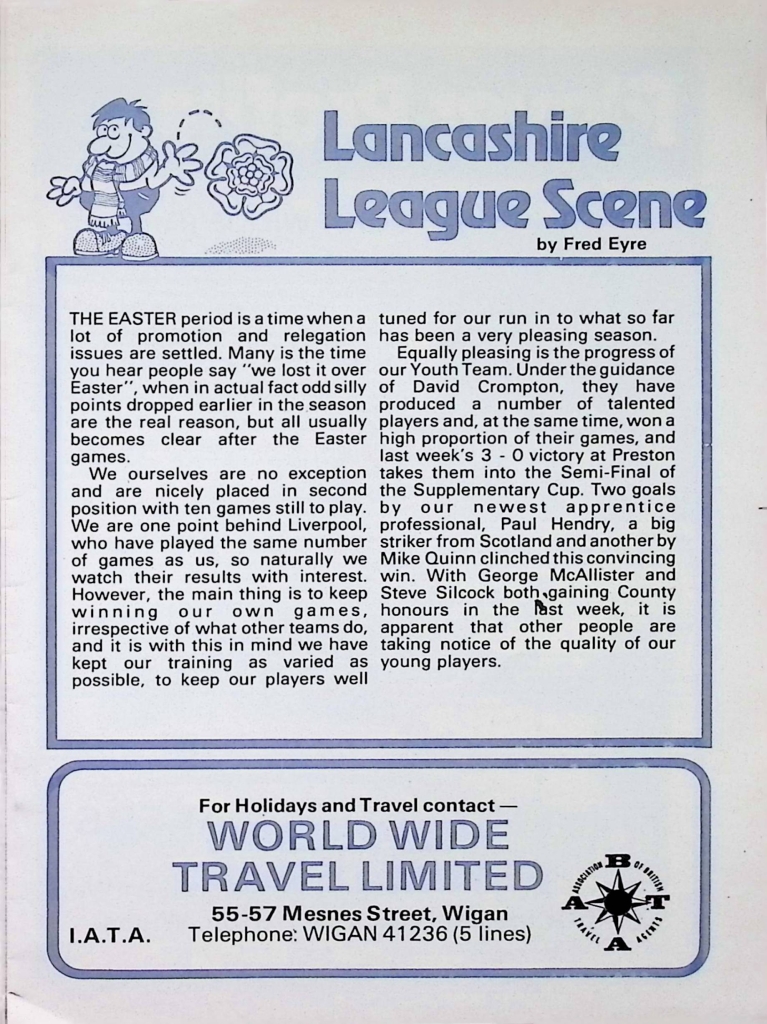 Lancashire
League Scene
by Fred Eyre
THE EASTER period is a time when a
lot of promotion and relegation
issues are settled. Many is the time
you hear people say "we lost it over
Easter", when in actual fact odd silly
points dropped earlier in the season
are the real reason, but all usually
becomes clear after the Easter
games.
We ourselves are no exception
and are nicely placed in second
position with ten games still to play.
We are one point behind Liverpool,
who have played the same number
of games as us, so naturally we
watch their results with interest.
However, the main thing is to keep
winning our own games,
irrespective of what other teams do,
and it is with this in mind we have
kept our training as varied as
possible, to keep our players well
tuned for our run in to what so far
has been a very pleasing season.
Equally pleasing is the progress of
our Youth Team. Under the guidance
of David Crompton, they have
produced a number of talented
players and, at the same time, won a
high proportion of their games, and
last week's 3 - 0 victory at Preston
takes them into the Semi-Final of
the Supplementary Cup. Two goals
by our newest apprentice
professional, Paul Hendry, a big
striker from Scotland and another by
Mike Quinn clinched this convincing
win. With George McAllister and
Steve Silcock both gaining County
honours in the last week, it is
apparent that other people are
taking notice of the quality of our
young players.
For Holidays and Travel contact —
WORLD WIDE
TRAVEL LIMITED
55-57 Mesnes Street, Wigan
I.A.T.A. Telephone: WIGAN 41236 (5 lines)
ABTA
ASSOCIATION OF BRITISH
TRAVEL AGENTS